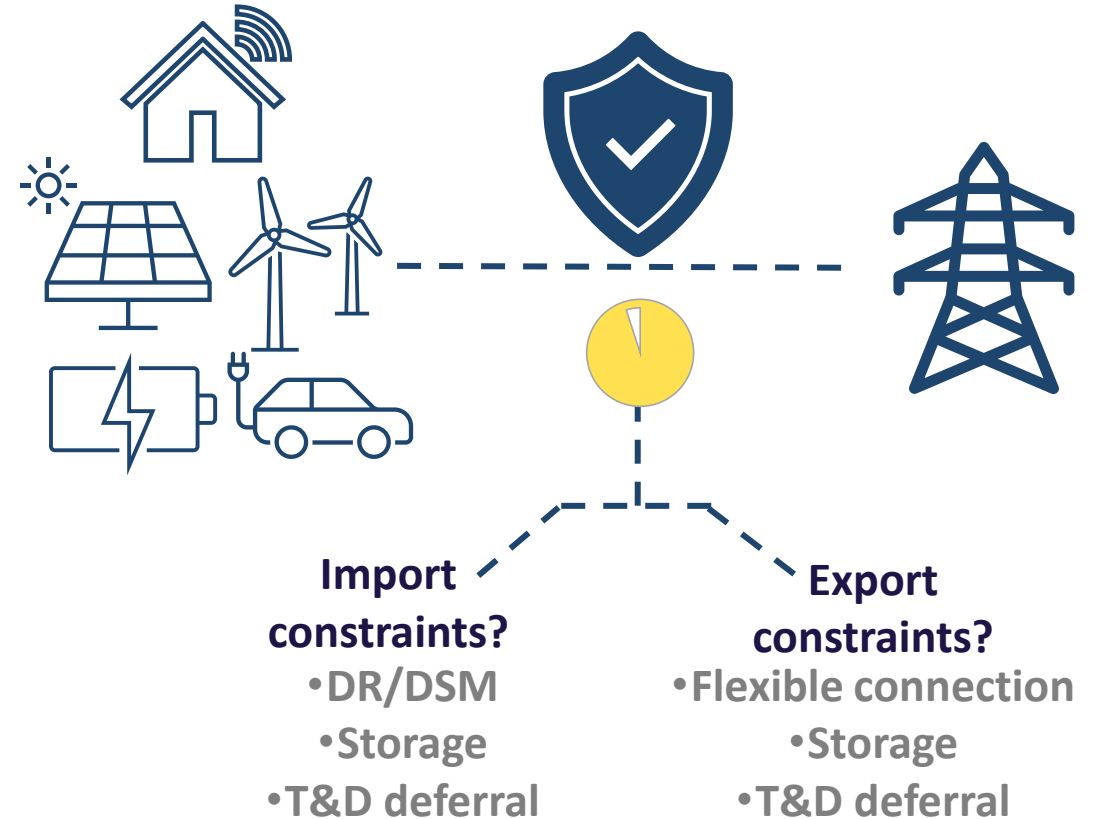 Import
constraints?
•DR/DSM
•Storage
•T&D deferral
Export
constraints?
•Flexible connection
•Storage
•T&D deferral